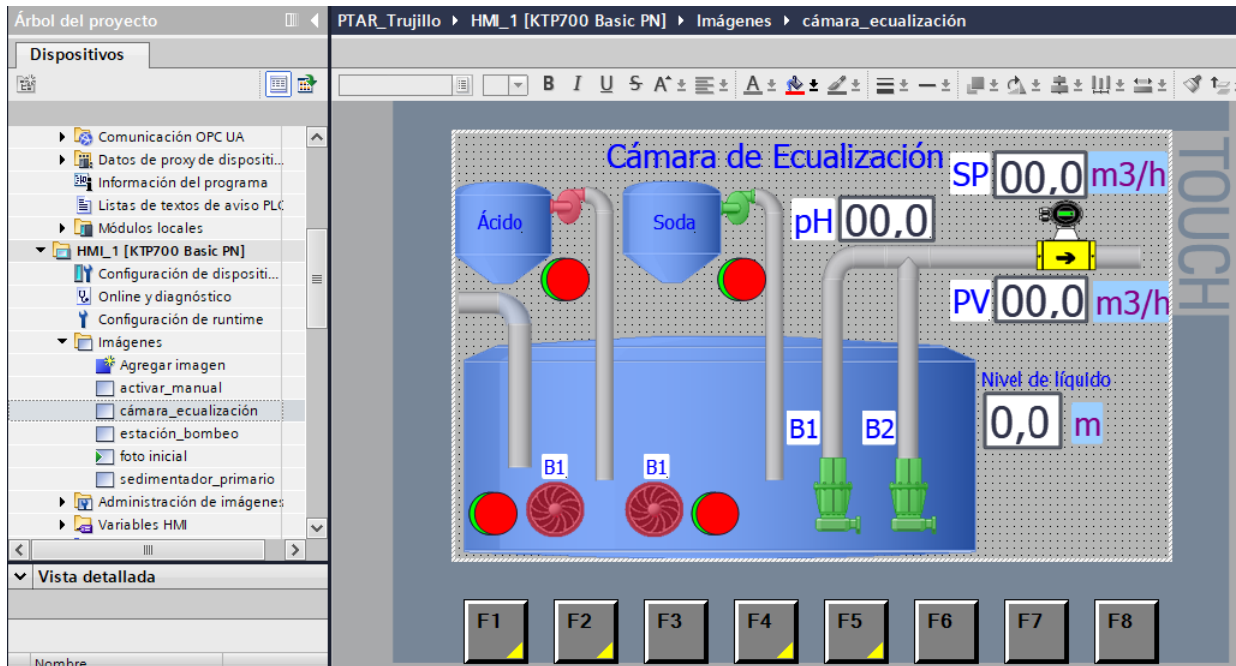 Árbol del proyecto
PTAR_Trujillo ▸ HMI_1 [KTP700 Basic PN] ▸ Imágenes ▸ cámara_ecualización
Dispositivos
B I U S A A
Comunicación OPC UA
Datos de proxy de dispositi...
Información del programa
Listas de textos de aviso PLC
Módulos locales
HMI_1 [KTP700 Basic PN]
Configuración de dispositi...
Online y diagnóstico
Configuración de runtime
Imágenes
Agregar imagen
activar_manual
cámara_ecualización
estación_bombeo
foto inicial
sedimentador_primario
Administración de imágenes
Variables HMI
Vista detallada
Nombre
Cámara de Ecualización
SP 00,0 m3/h
Ácido
Soda
pH 00,0
PV 00,0 m3/h
TOUCH
Nivel de líquido
0,0 m
B1 B2
B1 B1
F1 F2 F3 F4 F5 F6 F7 F8